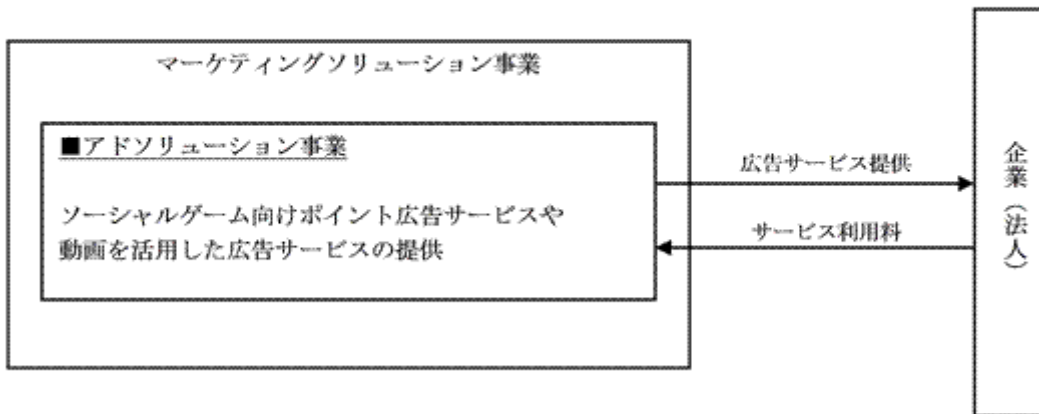 マーケティングソリューション事業
■アドソリューション事業
ソーシャルゲーム向けポイント広告サービスや
動画を活用した広告サービスの提供
広告サービス提供
サービス利用料
企業（法人）